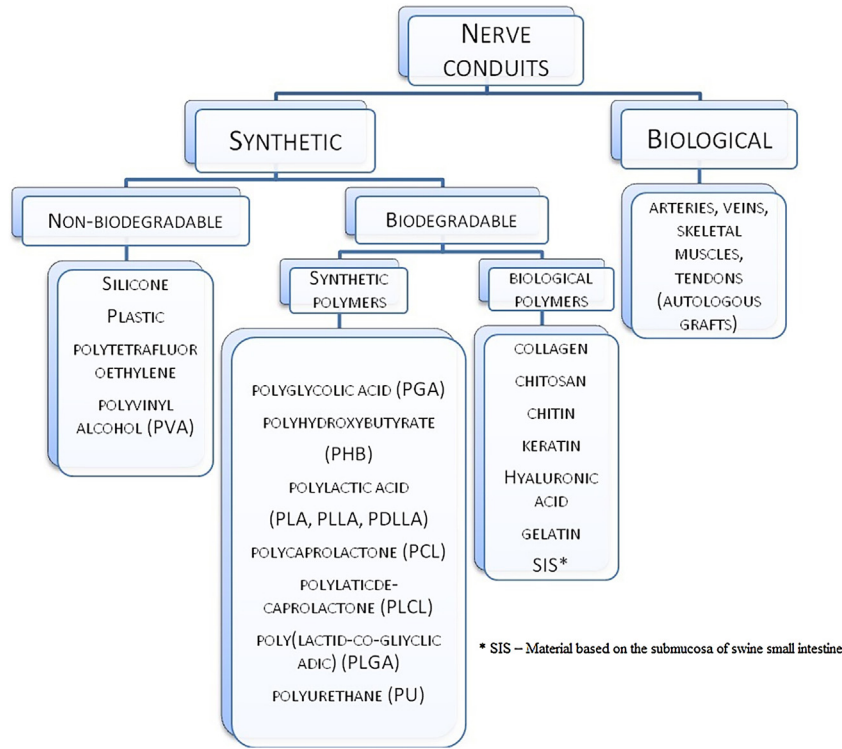 NERVE
CONDUITS
SYNTHETIC
BIOLOGICAL
NON-BIODEGRADABLE
BIODEGRADABLE
ARTERIES, VEINS,
SKELETAL
MUSCLES,
TENDONS
(AUTOLOGOUS
GRAFTS)
SILICONE
PLASTIC
POLYTETRAFLUOR
OETHYLENE
POLYVINYL
ALCOHOL (PVA)
SYNTHETIC
POLYMERS
BIOLOGICAL
POLYMERS
POLYGLYCOLIC ACID (PGA)
POLYHYDROXYBUTYRATE
(PHB)
POLYLACTIC ACID
(PLA, PLLA, PDLLA)
POLYCAPROLACTONE (PCL)
POLYLATICDE-
CAPROLACTONE (PLCL)
POLY(LACTID-CO-GLIYCLIC
ADIC) (PLGA)
POLYURETHANE (PU)
COLLAGEN
CHITOSAN
CHITIN
KERATIN
HYALURONIC
ACID
GELATIN
SIS*
* SIS – Material based on the submucosa of swine small intestine